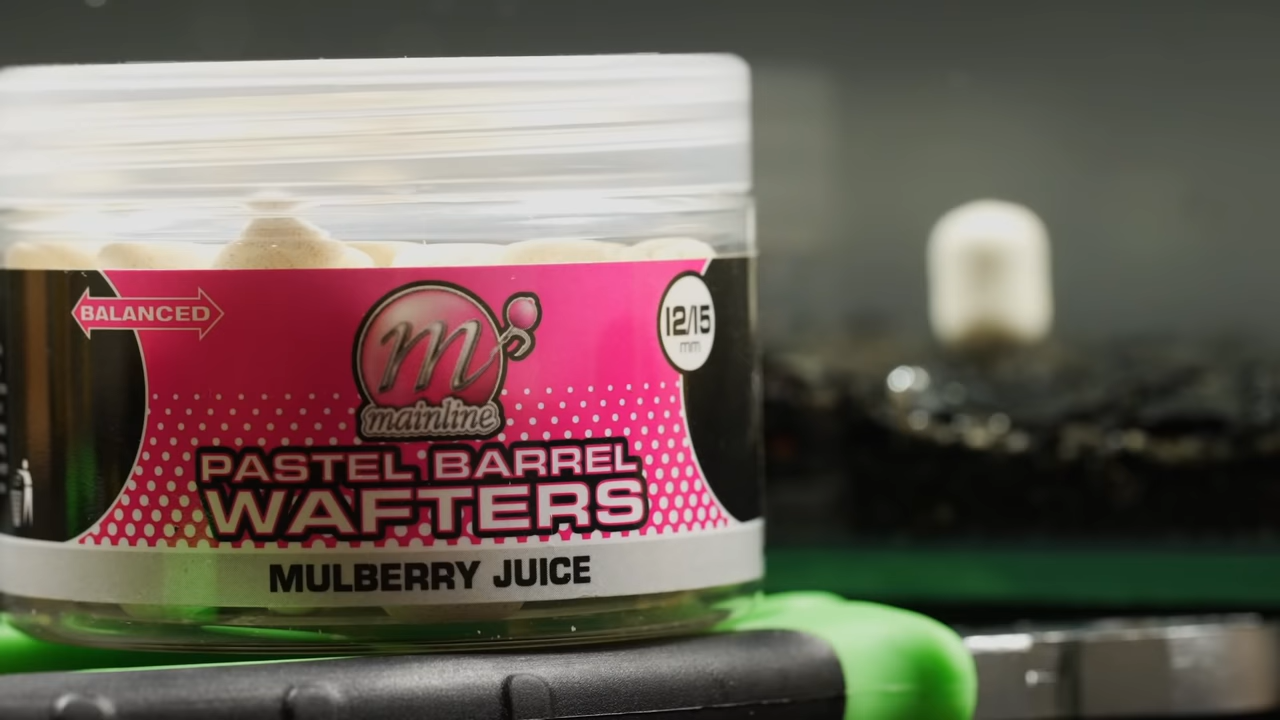 BALANCED
m
mainline
12/15
mm
PASTEL BARREL
WAFTERS
MULBERRY JUICE